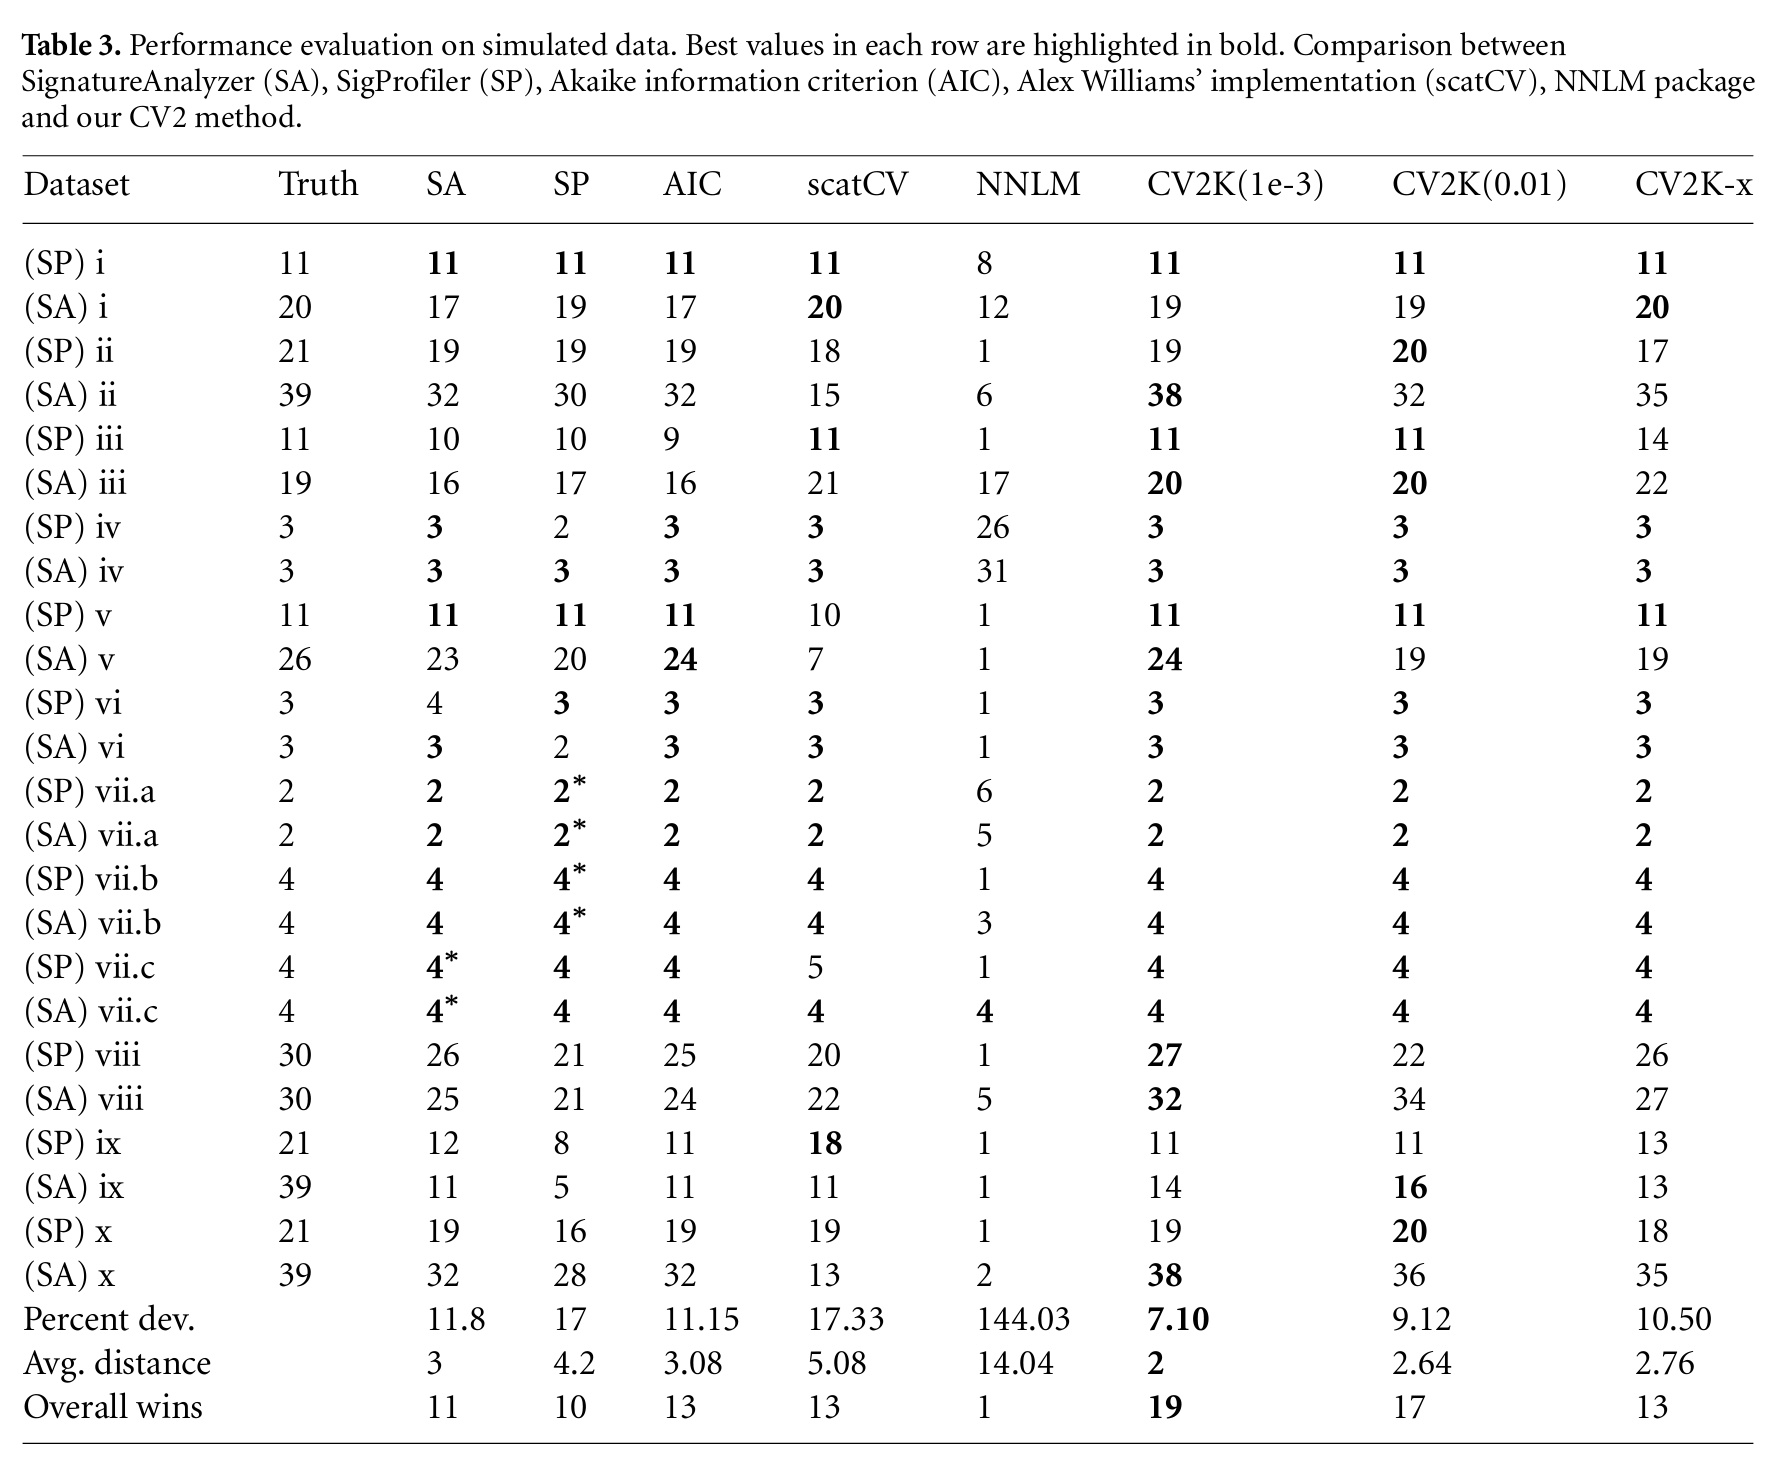 Table 3. Performance evaluation on simulated data. Best values in each row are highlighted in bold. Comparison between
SignatureAnalyzer (SA), SigProfiler (SP), Akaike information criterion (AIC), Alex Williams’ implementation (scatCV), NNLM package
and our CV2 method.
Dataset Truth SA SP AIC scatCV NNLM CV2K(1e-3) CV2K(0.01) CV2K-x
(SP) i 11 11 11 11 11 8 11 11 11
(SA) i 20 17 19 17 20 12 19 19 20
(SP) ii 21 19 19 19 18 1 19 20 17
(SA) ii 39 32 30 32 15 6 38 32 35
(SP) iii 11 10 10 9 11 1 11 11 14
(SA) iii 19 16 17 16 21 17 20 20 22
(SP) iv 3 3 2 3 3 26 3 3 3
(SA) iv 3 3 3 3 3 31 3 3 3
(SP) v 11 11 11 11 10 1 11 11 11
(SA) v 26 23 20 24 7 1 24 19 19
(SP) vi 3 4 3 3 3 1 3 3 3
(SA) vi 3 3 2 3 3 1 3 3 3
(SP) vii.a 2 2 2* 2 2 6 2 2 2
(SA) vii.a 2 2 2* 2 2 5 2 2 2
(SP) vii.b 4 4 4* 4 4 1 4 4 4
(SA) vii.b 4 4 4* 4 4 3 4 4 4
(SP) vii.c 4 4* 4 4 5 1 4 4 4
(SA) vii.c 4 4* 4 4 4 4 4 4 4
(SP) viii 30 26 21 25 20 1 27 22 26
(SA) viii 30 25 21 24 22 5 32 34 27
(SP) ix 21 12 8 11 18 1 11 11 13
(SA) ix 39 11 5 11 11 1 14 16 13
(SP) x 21 19 16 19 19 1 19 20 18
(SA) x 39 32 28 32 13 2 38 36 35
Percent dev. 11.8 17 11.15 17.33 144.03 7.10 9.12 10.50
Avg. distance 3 4.2 3.08 5.08 14.04 2 2.64 2.76
Overall wins 11 10 13 13 1 19 17 13